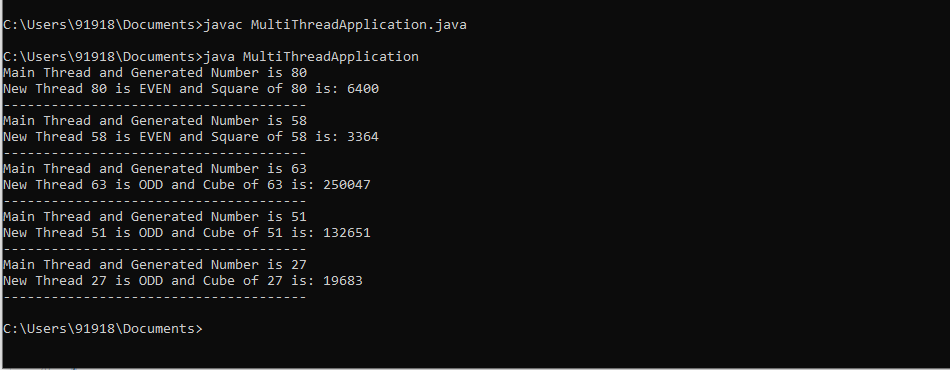 C:\Users\91918\Documents>javac MultiThreadApplication.java
C:\Users\91918\Documents>java MultiThreadApplication
Main Thread and Generated Number is 80
New Thread 80 is EVEN and Square of 80 is: 6400
--------------------------------------
Main Thread and Generated Number is 58
New Thread 58 is EVEN and Square of 58 is: 3364
--------------------------------------
Main Thread and Generated Number is 63
New Thread 63 is ODD and Cube of 63 is: 250047
--------------------------------------
Main Thread and Generated Number is 51
New Thread 51 is ODD and Cube of 51 is: 132651
--------------------------------------
Main Thread and Generated Number is 27
New Thread 27 is ODD and Cube of 27 is: 19683
--------------------------------------
C:\Users\91918\Documents>